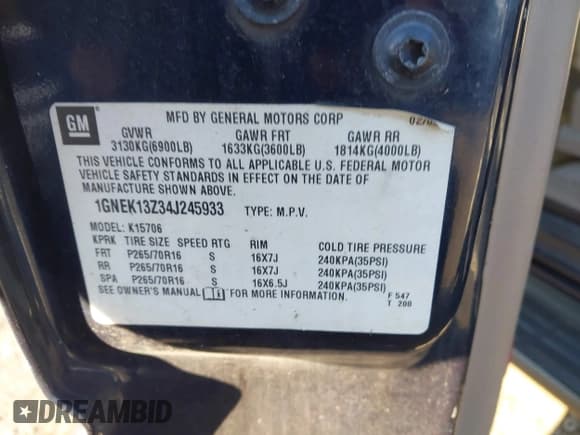 GM
MFD BY GENERAL MOTORS CORP
GVWR GAWR FRT GAWR RR
3130KG(6900LB) 1633KG(3600LB) 1814KG(4000LB)
THIS VEHICLE CONFORMS TO ALL APPLICABLE U.S. FEDERAL MOTOR
VEHICLE SAFETY STANDARDS IN EFFECT ON THE DATE OF
MANUFACTURE SHOWN ABOVE.
1GNEK13Z34J245933 TYPE: M.P.V.
MODEL: K15706
KPRK TIRE SIZE SPEED RTG RIM COLD TIRE PRESSURE
FRT P265/70R16 S 16X7J 240KPA(35PSI)
RR P265/70R16 S 16X7J 240KPA(35PSI)
SPA P265/70R16 S 16X6.5J 240KPA(35PSI)
SEE OWNER'S MANUAL FOR MORE INFORMATION. F 547
T 200
DREAMBID